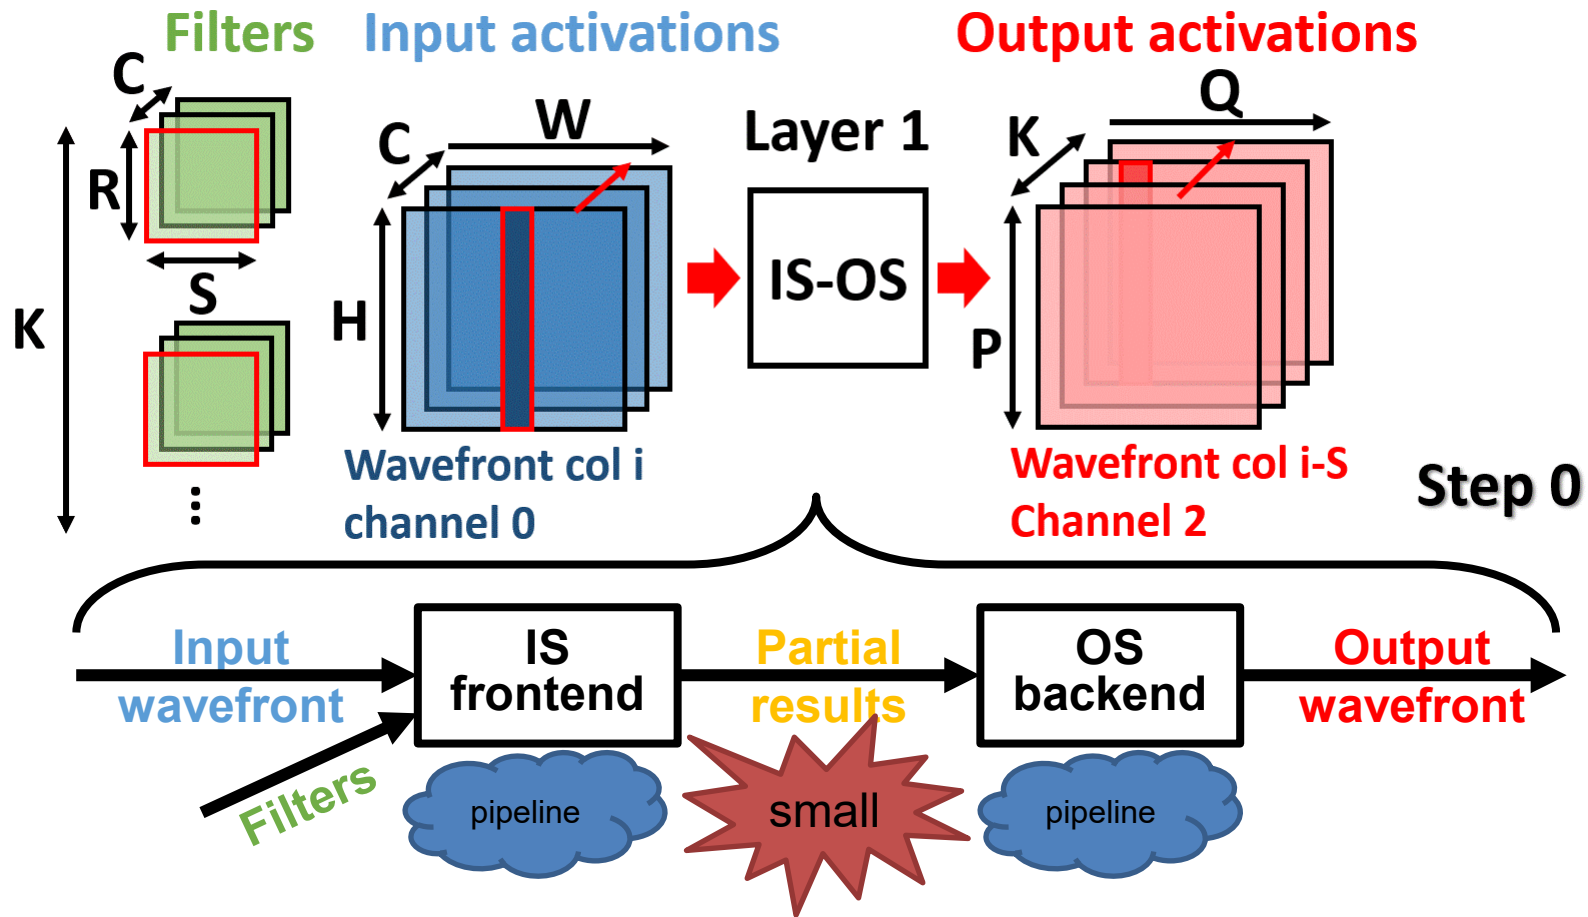 Filters
Input activations
Output activations
C
R
S
K
C
W
H
Layer 1
IS-OS
K
Q
P
Wavefront col i
channel 0
Wavefront col i-S
Channel 2
Step 0
Input
wavefront
Filters
IS
frontend
Partial
results
OS
backend
Output
wavefront
pipeline
small
pipeline